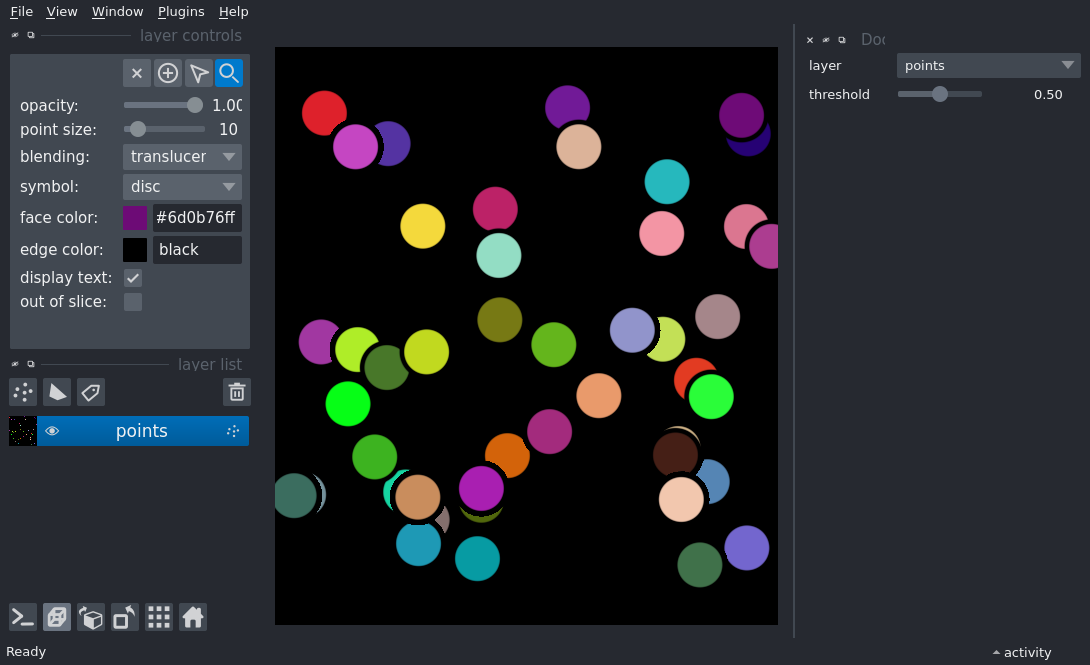 File View Window Plugins Help
layer controls
opacity: 1.00
point size: 10
blending: translucer
symbol: disc
face color: #6d0b76ff
edge color: black
display text:
out of slice:
layer list
points
Doc
layer points
threshold 0.50
Ready
activity